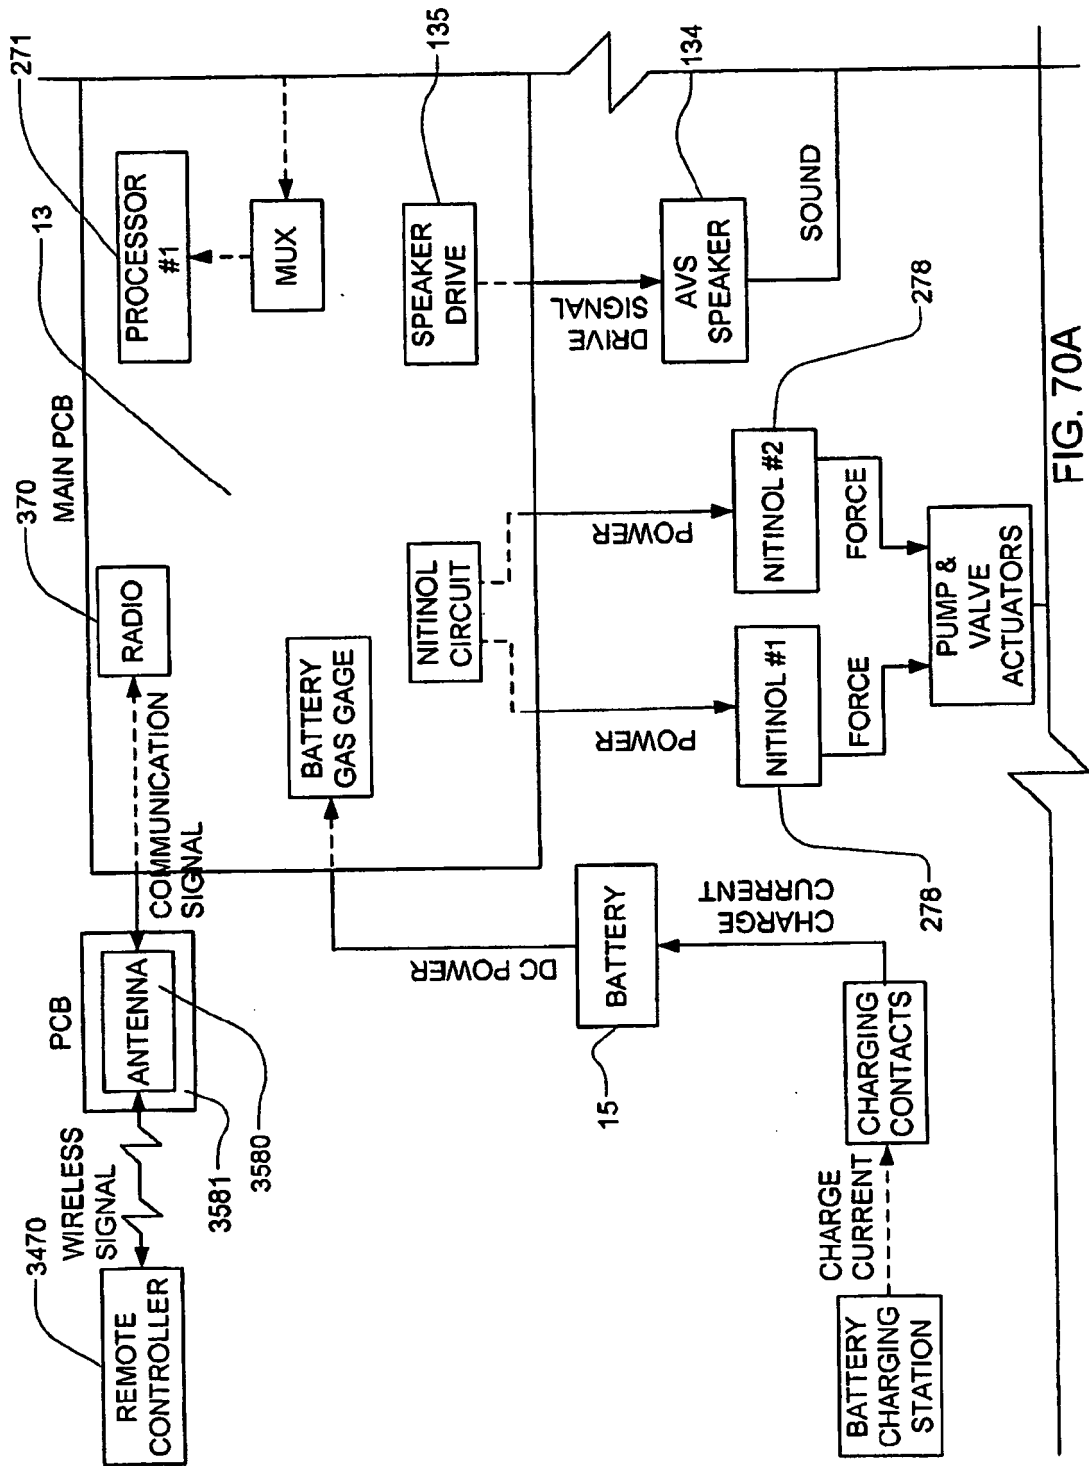 3470
REMOTE
CONTROLLER
WIRELESS
SIGNAL
PCB
ANTENNA
3581
3580
COMMUNICATION
SIGNAL
370
RADIO
MAIN PCB
13
271
PROCESSOR
#1
MUX
BATTERY
GAS GAGE
NITINOL
CIRCUIT
SPEAKER
DRIVE
135
DC POWER
BATTERY
15
CHARGE
CURRENT
POWER
POWER
DRIVE
SIGNAL
AVS
SPEAKER
134
SOUND
NITINOL #1
278
NITINOL #2
278
FORCE
FORCE
PUMP &
VALVE
ACTUATORS
BATTERY
CHARGING
STATION
CHARGE
CURRENT
CHARGING
CONTACTS
FIG. 70A